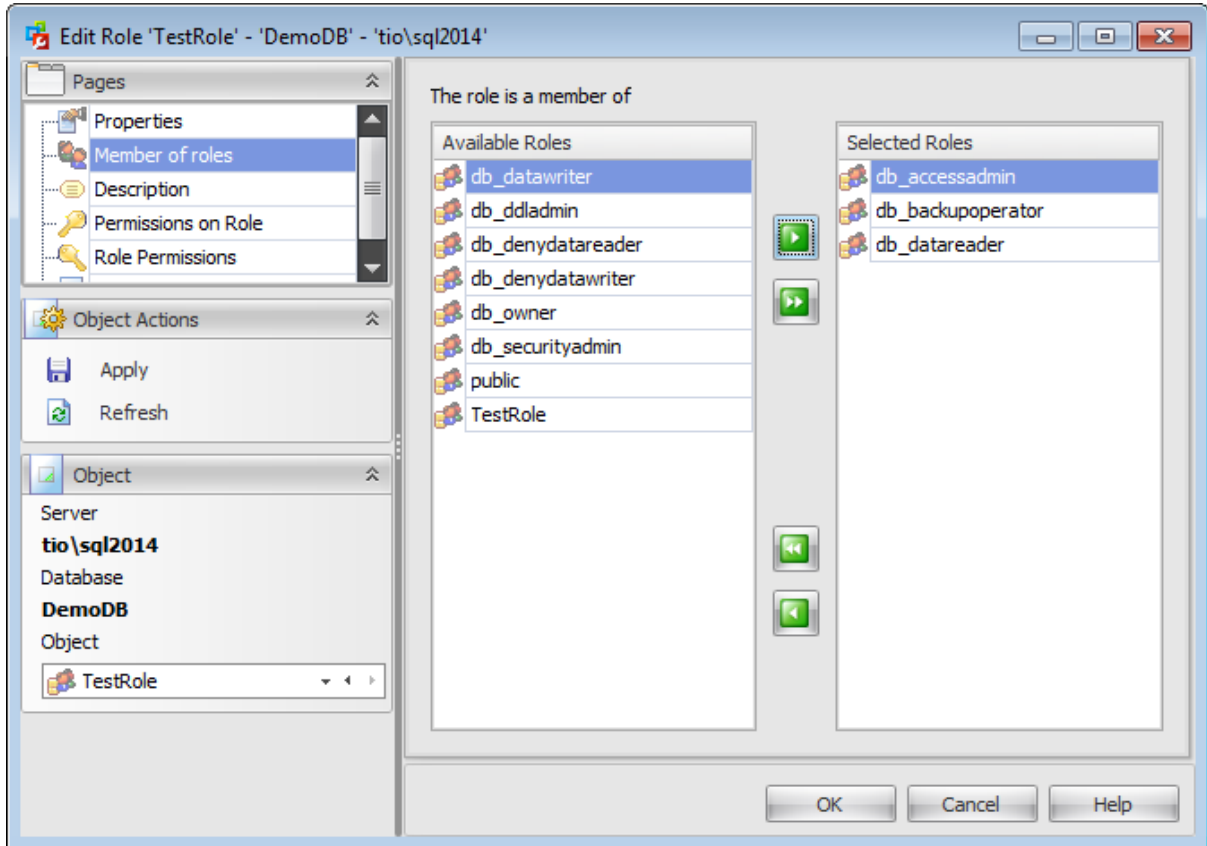 Edit Role 'TestRole' - 'DemoDB' - 'tio\sql2014'
Pages
Properties
Member of roles
Description
Permissions on Role
Role Permissions
Object Actions
Apply
Refresh
Object
Server
tio\sql2014
Database
DemoDB
Object
TestRole
The role is a member of
Available Roles
db_datawriter
db_ddladmin
db_denydatareader
db_denydatawriter
db_owner
db_securityadmin
public
TestRole
Selected Roles
db_accessadmin
db_backupoperator
db_datareader
OK
Cancel
Help